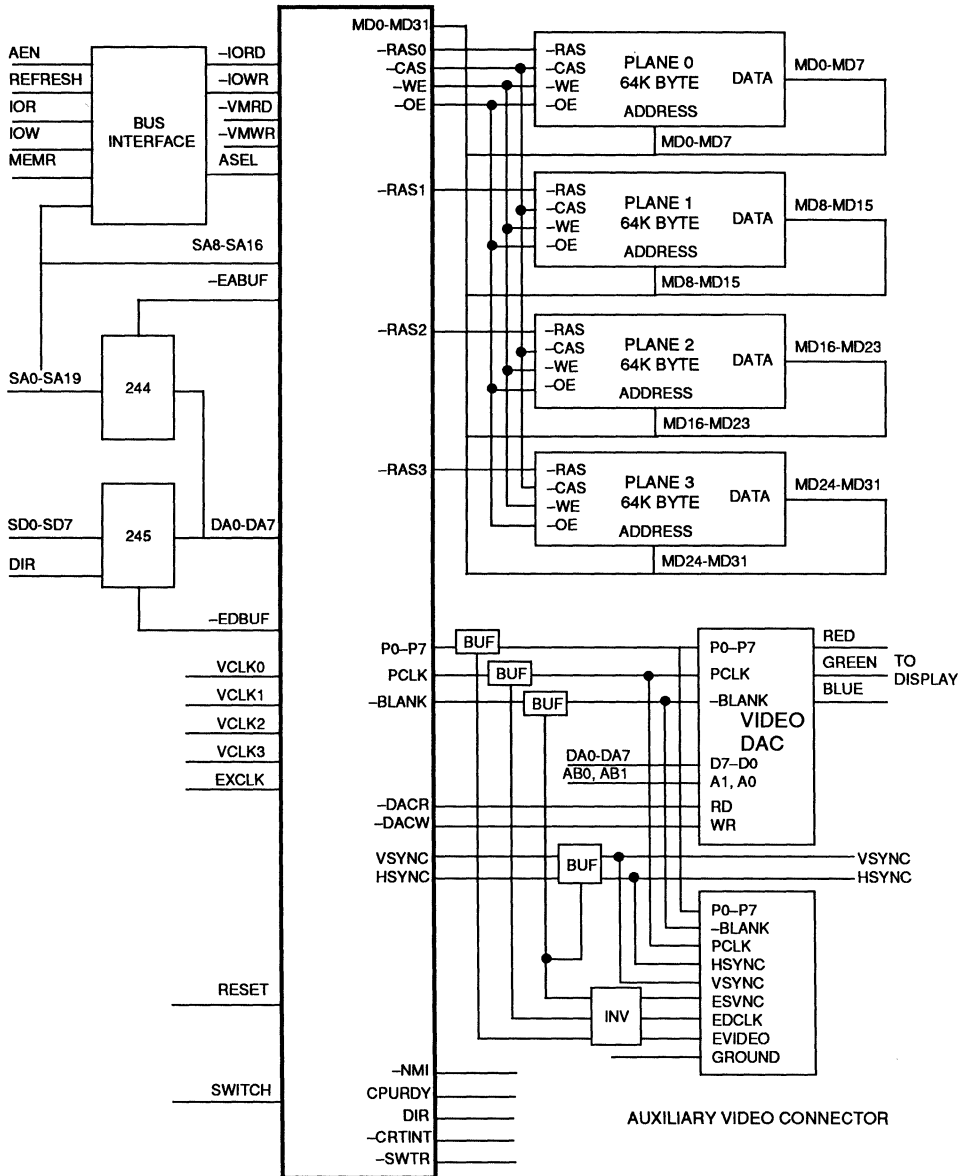 AEN
REFRESH
IOR
IOW
MEMR
BUS
INTERFACE
-IORD
-IOWR
-VMRD
-VMWR
ASEL
SA8-SA16
-EABUF
SA0-SA19
244
SD0-SD7
DIR
245
DA0-DA7
-EDBUF
VCLK0
VCLK1
VCLK2
VCLK3
EXCLK
RESET
SWITCH
MD0-MD31
-RAS0
-CAS
-WE
-OE
-RAS
-CAS
-WE
-OE
PLANE 0
64K BYTE
DATA
ADDRESS
MD0-MD7
MD0-MD7
-RAS1
-RAS
-CAS
-WE
-OE
PLANE 1
64K BYTE
DATA
ADDRESS
MD8-MD15
MD8-MD15
-RAS2
-RAS
-CAS
-WE
-OE
PLANE 2
64K BYTE
DATA
ADDRESS
MD16-MD23
MD16-MD23
-RAS3
-RAS
-CAS
-WE
-OE
PLANE 3
64K BYTE
DATA
ADDRESS
MD24-MD31
MD24-MD31
P0–P7
PCLK
-BLANK
BUF
BUF
BUF
P0–P7
PCLK
-BLANK
VIDEO
DAC
D7–D0
A1, A0
RD
WR
DA0-DA7
AB0, AB1
RED
GREEN
BLUE
TO
DISPLAY
-DACR
-DACW
VSYNC
HSYNC
BUF
VSYNC
HSYNC
P0–P7
-BLANK
PCLK
HSYNC
VSYNC
ESVNC
EDCLK
EVIDEO
GROUND
INV
-NMI
CPURDY
DIR
-CRTINT
-SWTR
AUXILIARY VIDEO CONNECTOR